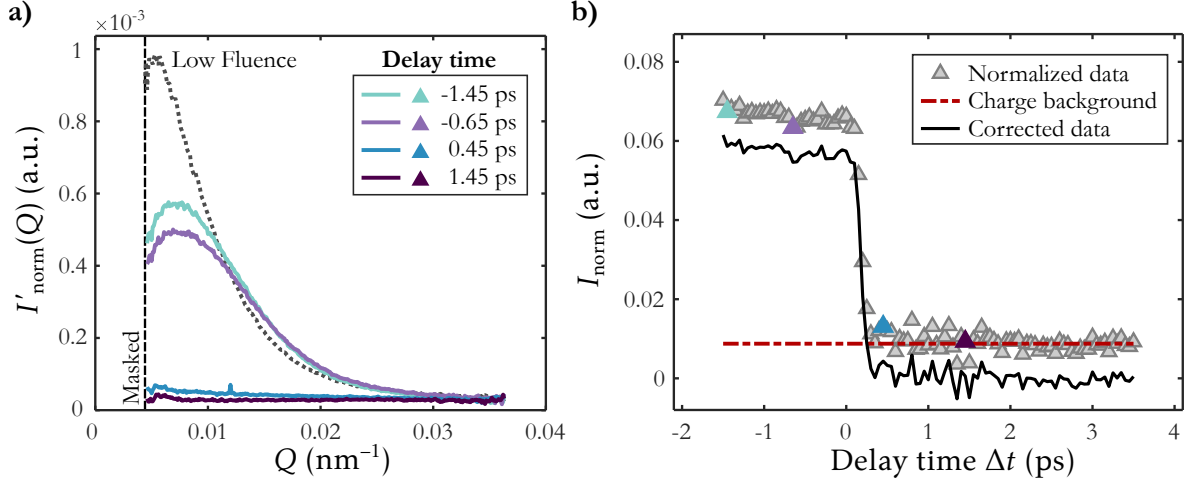 a)
×10⁻³
1
0.8
0.6
0.4
0.2
0
I′norm(Q) (a.u.)
Low Fluence
Masked
Delay time
-1.45 ps
-0.65 ps
0.45 ps
1.45 ps
0
0.01
0.02
0.03
0.04
Q (nm⁻¹)
b)
0.08
0.06
0.04
0.02
0
Inorm (a.u.)
Normalized data
Charge background
Corrected data
-2
-1
0
1
2
3
4
Delay time Δt (ps)